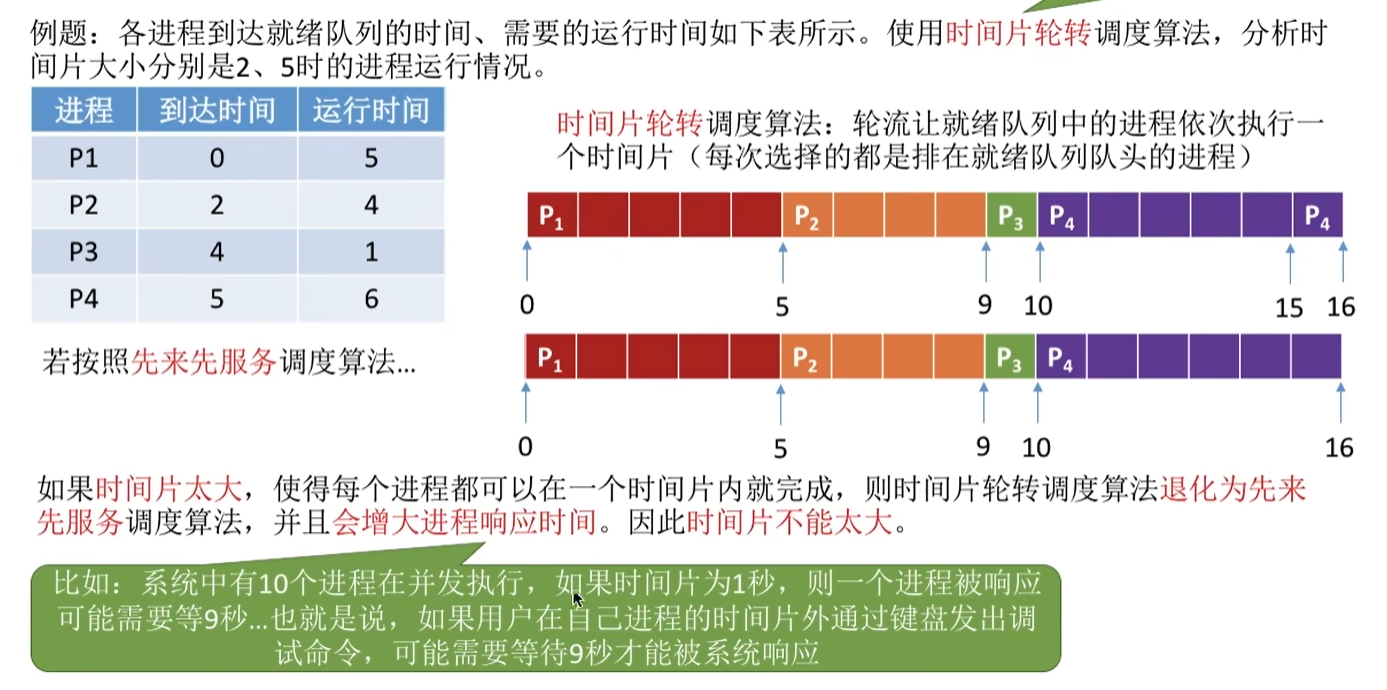 例题：各进程到达就绪队列的时间、需要的运行时间如下表所示。使用时间片轮转调度算法，分析时
间片大小分别是2、5时的进程运行情况。
进程 到达时间 运行时间
P1 0 5
P2 2 4
P3 4 1
P4 5 6
时间片轮转调度算法：轮流让就绪队列中的进程依次执行一
个时间片（每次选择的都是排在就绪队列队头的进程）
P1 P2 P3 P4 P4
0 5 9 10 15 16
若按照先来先服务调度算法...
P1 P2 P3 P4
0 5 9 10 16
如果时间片太大，使得每个进程都可以在一个时间片内就完成，则时间片轮转调度算法退化为先来
先服务调度算法，并且会增大进程响应时间。因此时间片不能太大。
比如：系统中有10个进程在并发执行，如果时间片为1秒，则一个进程被响应
可能需要等9秒...也就是说，如果用户在自己进程的时间片外通过键盘发出调
试命令，可能需要等待9秒才能被系统响应